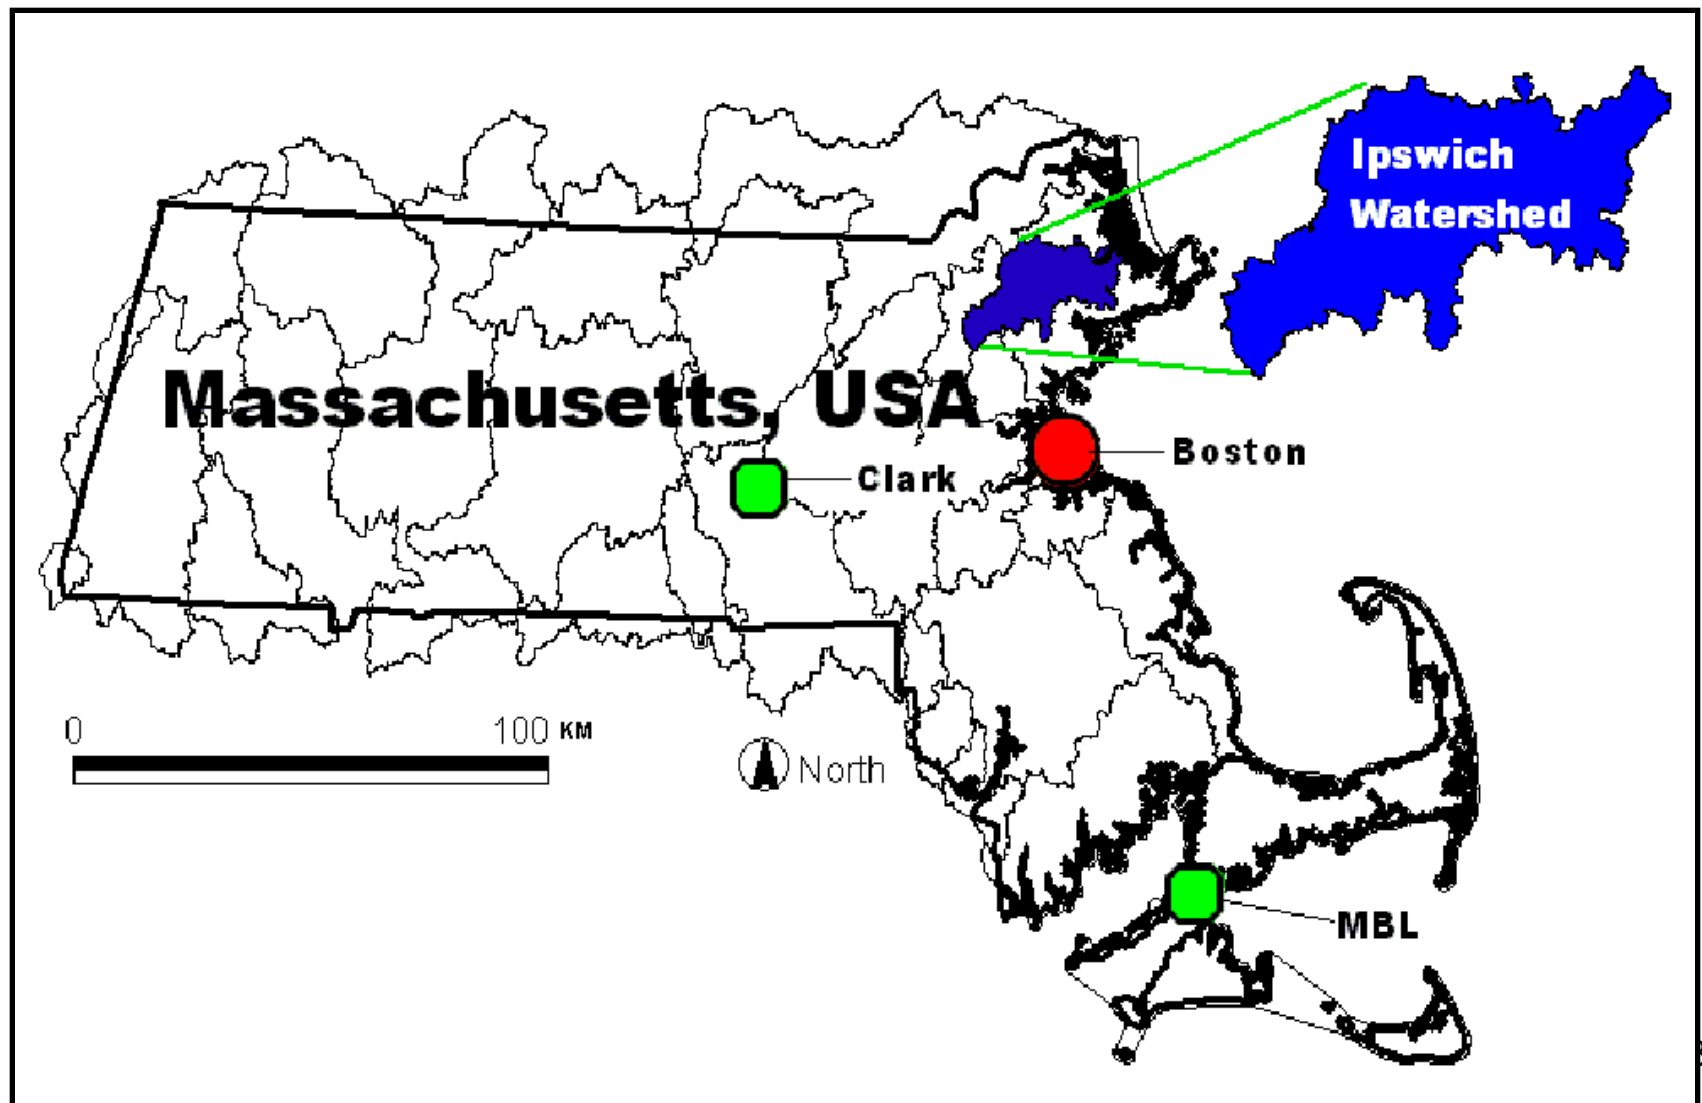 Ipswich
Watershed
Massachusetts, USA
Boston
Clark
0 100 KM
North
MBL